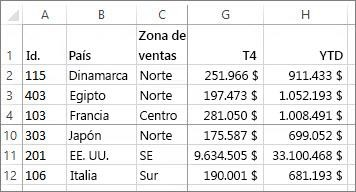 A B C G H
Zona de
1 Id. País ventas T4 YTD
2 115 Dinamarca Norte 251.966 $ 911.433 $
3 403 Egipto Norte 197.473 $ 1.052.193 $
4 103 Francia Centro 281.050 $ 1.008.491 $
10 303 Japón Norte 175.587 $ 699.052 $
11 201 EE. UU. SE 9.634.505 $ 33.100.468 $
12 106 Italia Sur 190.001 $ 681.193 $